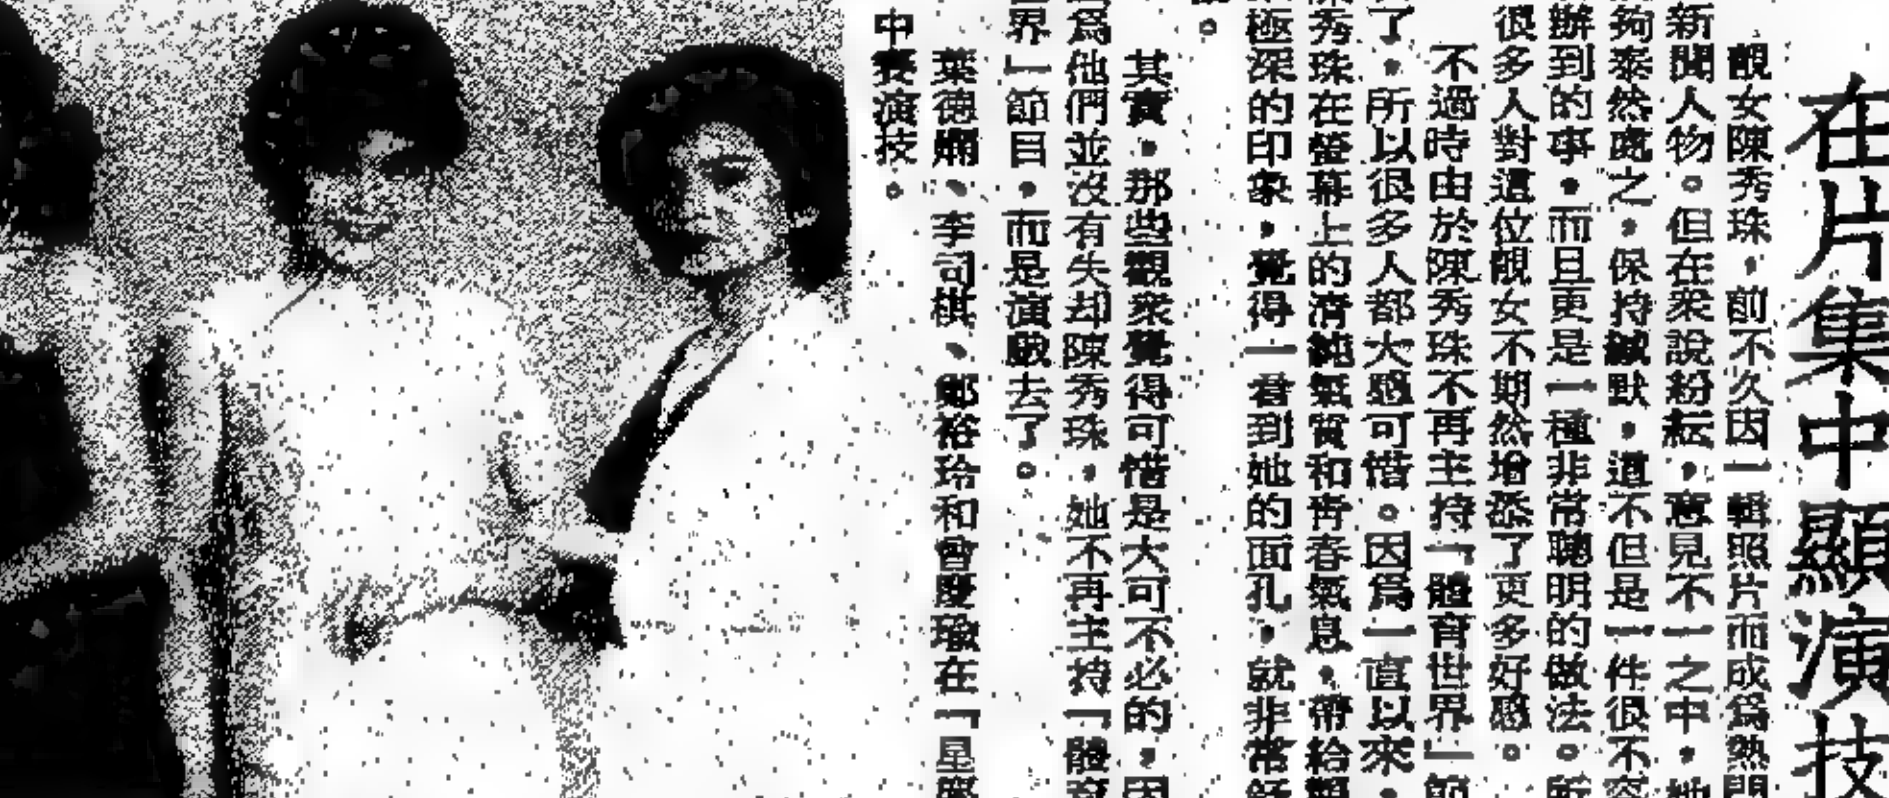 在片集中顯演技
靚女陳秀珠，前不久因一輯照片而成爲熱門
新聞人物。但在衆說紛紜，意見不一之中，她
夠泰然處之，保持緘默，這不但是一件很不容
辦到的事，而且更是一種非常聰明的做法。所
很多人對這位靚女不期然增添了更多好感。
不過時由於陳秀珠不再主持「體育世界」節
了，所以很多人都大感可惜。因爲一直以來，
陳秀珠在螢幕上的清純氣質和青春氣息，帶給觀
極深的印象，覺得一看到她的面孔，就非常舒
。
其實，那些觀衆覺得可惜是大可不必的，因
爲他們並沒有失却陳秀珠，她不再主持「體育
界」節目，而是演戲去了。
葉德嫻、李司棋、鄭裕玲和曾慶瑜在「星
中賽演技。